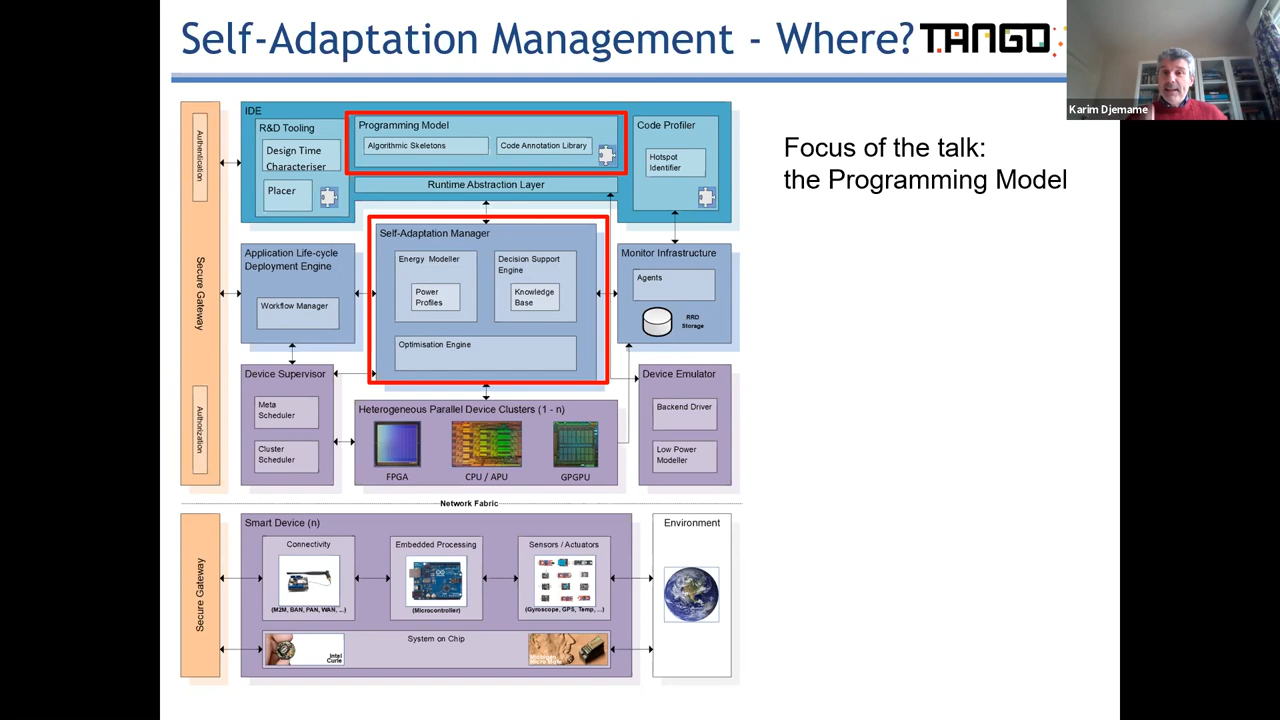 Self-Adaptation Management - Where?
TANGO
Karim Djemame
Focus of the talk:
the Programming Model
Authentication
Secure Gateway
Authorization
IDE
R&D Tooling
Design Time
Characteriser
Placer
Programming Model
Algorithmic Skeletons
Code Annotation Library
Runtime Abstraction Layer
Code Profiler
Hotspot
Identifier
Application Life-cycle
Deployment Engine
Workflow Manager
Self-Adaptation Manager
Energy Modeller
Power
Profiles
Decision Support
Engine
Knowledge
Base
Optimisation Engine
Monitor Infrastructure
Agents
RRD
Storage
Device Supervisor
Meta
Scheduler
Cluster
Scheduler
Heterogeneous Parallel Device Clusters (1 - n)
FPGA
CPU / APU
GPGPU
Device Emulator
Backend Driver
Low Power
Modeller
Network Fabric
Secure Gateway
Smart Device (n)
Connectivity
(M2M, BAN, PAN, WAN, ...)
Embedded Processing
(Microcontroller)
Sensors / Actuators
(Gyroscope, GPS, Temp, ...)
System on Chip
Intel
Curie
Michigan
Micro Mote
Environment